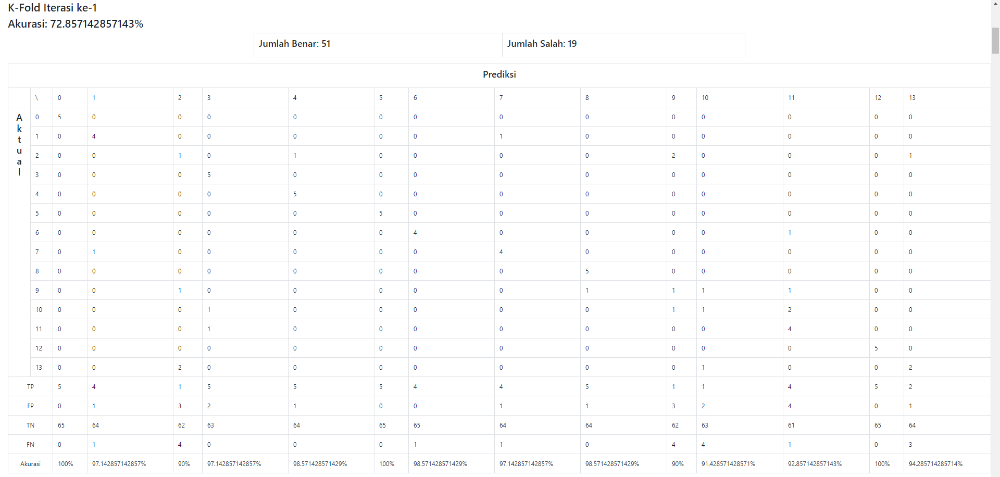 K-Fold Iterasi ke-1
Akurasi: 72.857142857143%
Jumlah Benar: 51 Jumlah Salah: 19
Prediksi
\ 0 1 2 3 4 5 6 7 8 9 10 11 12 13
Aktual
0 5 0 0 0 0 0 0 0 0 0 0 0 0 0
1 0 4 0 0 0 0 0 1 0 0 0 0 0 0
2 0 0 1 0 1 0 0 0 0 2 0 0 0 1
3 0 0 0 5 0 0 0 0 0 0 0 0 0 0
4 0 0 0 0 5 0 0 0 0 0 0 0 0 0
5 0 0 0 0 0 5 0 0 0 0 0 0 0 0
6 0 0 0 0 0 0 4 0 0 0 0 1 0 0
7 0 1 0 0 0 0 0 4 0 0 0 0 0 0
8 0 0 0 0 0 0 0 0 5 0 0 0 0 0
9 0 0 1 0 0 0 0 0 1 1 1 1 0 0
10 0 0 0 1 0 0 0 0 0 1 1 2 0 0
11 0 0 0 1 0 0 0 0 0 0 0 4 0 0
12 0 0 0 0 0 0 0 0 0 0 0 0 5 0
13 0 0 2 0 0 0 0 0 0 0 1 0 0 2
TP 5 4 1 5 5 5 4 4 5 1 1 4 5 2
FP 0 1 3 2 1 0 0 1 1 3 2 4 0 1
TN 65 64 62 63 64 65 65 64 64 62 63 61 65 64
FN 0 1 4 0 0 0 1 1 0 4 4 1 0 3
Akurasi 100% 97.142857142857% 90% 97.142857142857% 98.571428571429% 100% 98.571428571429% 97.142857142857% 98.571428571429% 90% 91.428571428571% 92.857142857143% 100% 94.285714285714%